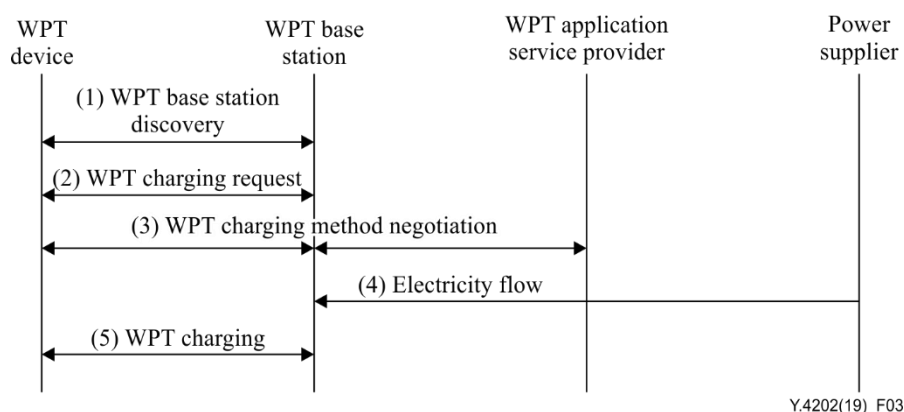 WPT
device
WPT base
station
WPT application
service provider
Power
supplier
(1) WPT base station
discovery
(2) WPT charging request
(3) WPT charging method negotiation
(4) Electricity flow
(5) WPT charging
Y.4202(19)_F03